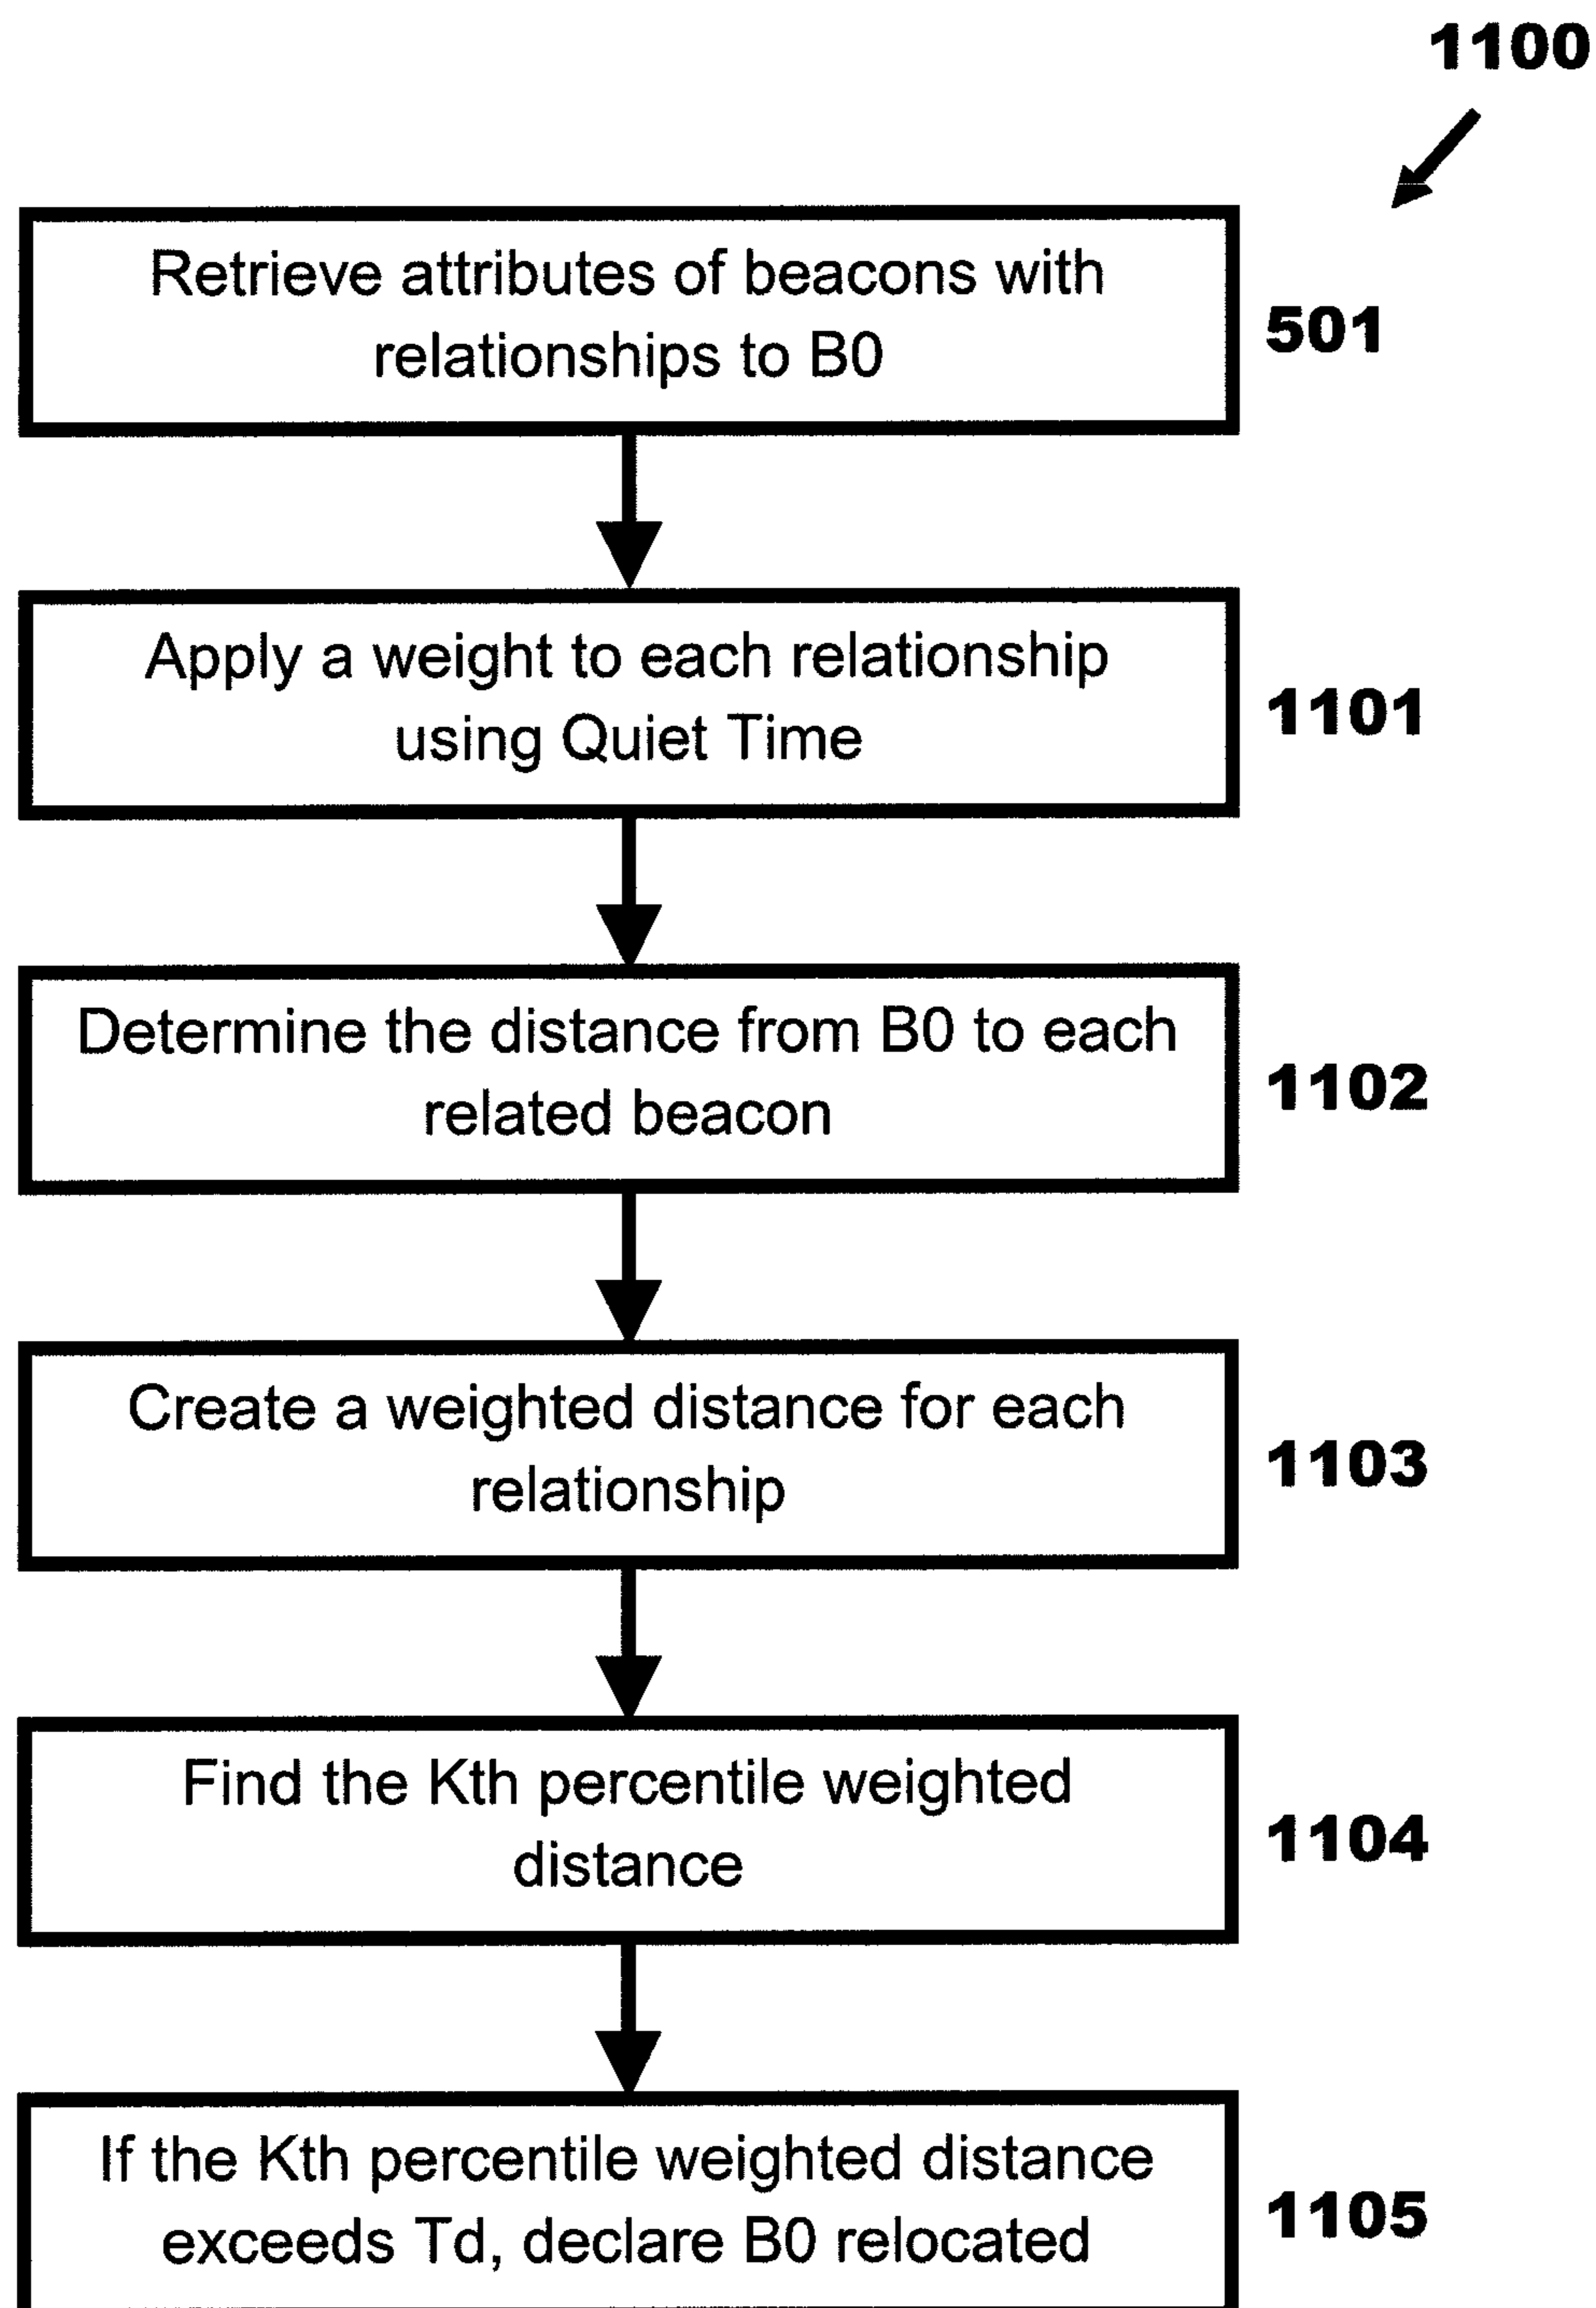 1100
Retrieve attributes of beacons with
relationships to B0
501
Apply a weight to each relationship
using Quiet Time
1101
Determine the distance from B0 to each
related beacon
1102
Create a weighted distance for each
relationship
1103
Find the Kth percentile weighted
distance
1104
If the Kth percentile weighted distance
exceeds Td, declare B0 relocated
1105